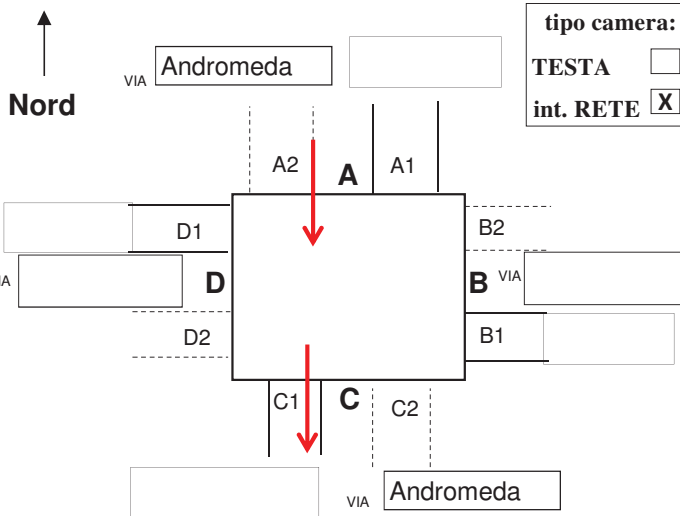 tipo camera:
TESTA
int. RETE X
Nord
VIA Andromeda
A2 A A1
D1 B2
D B VIA
D2 B1
C1 C C2
VIA Andromeda